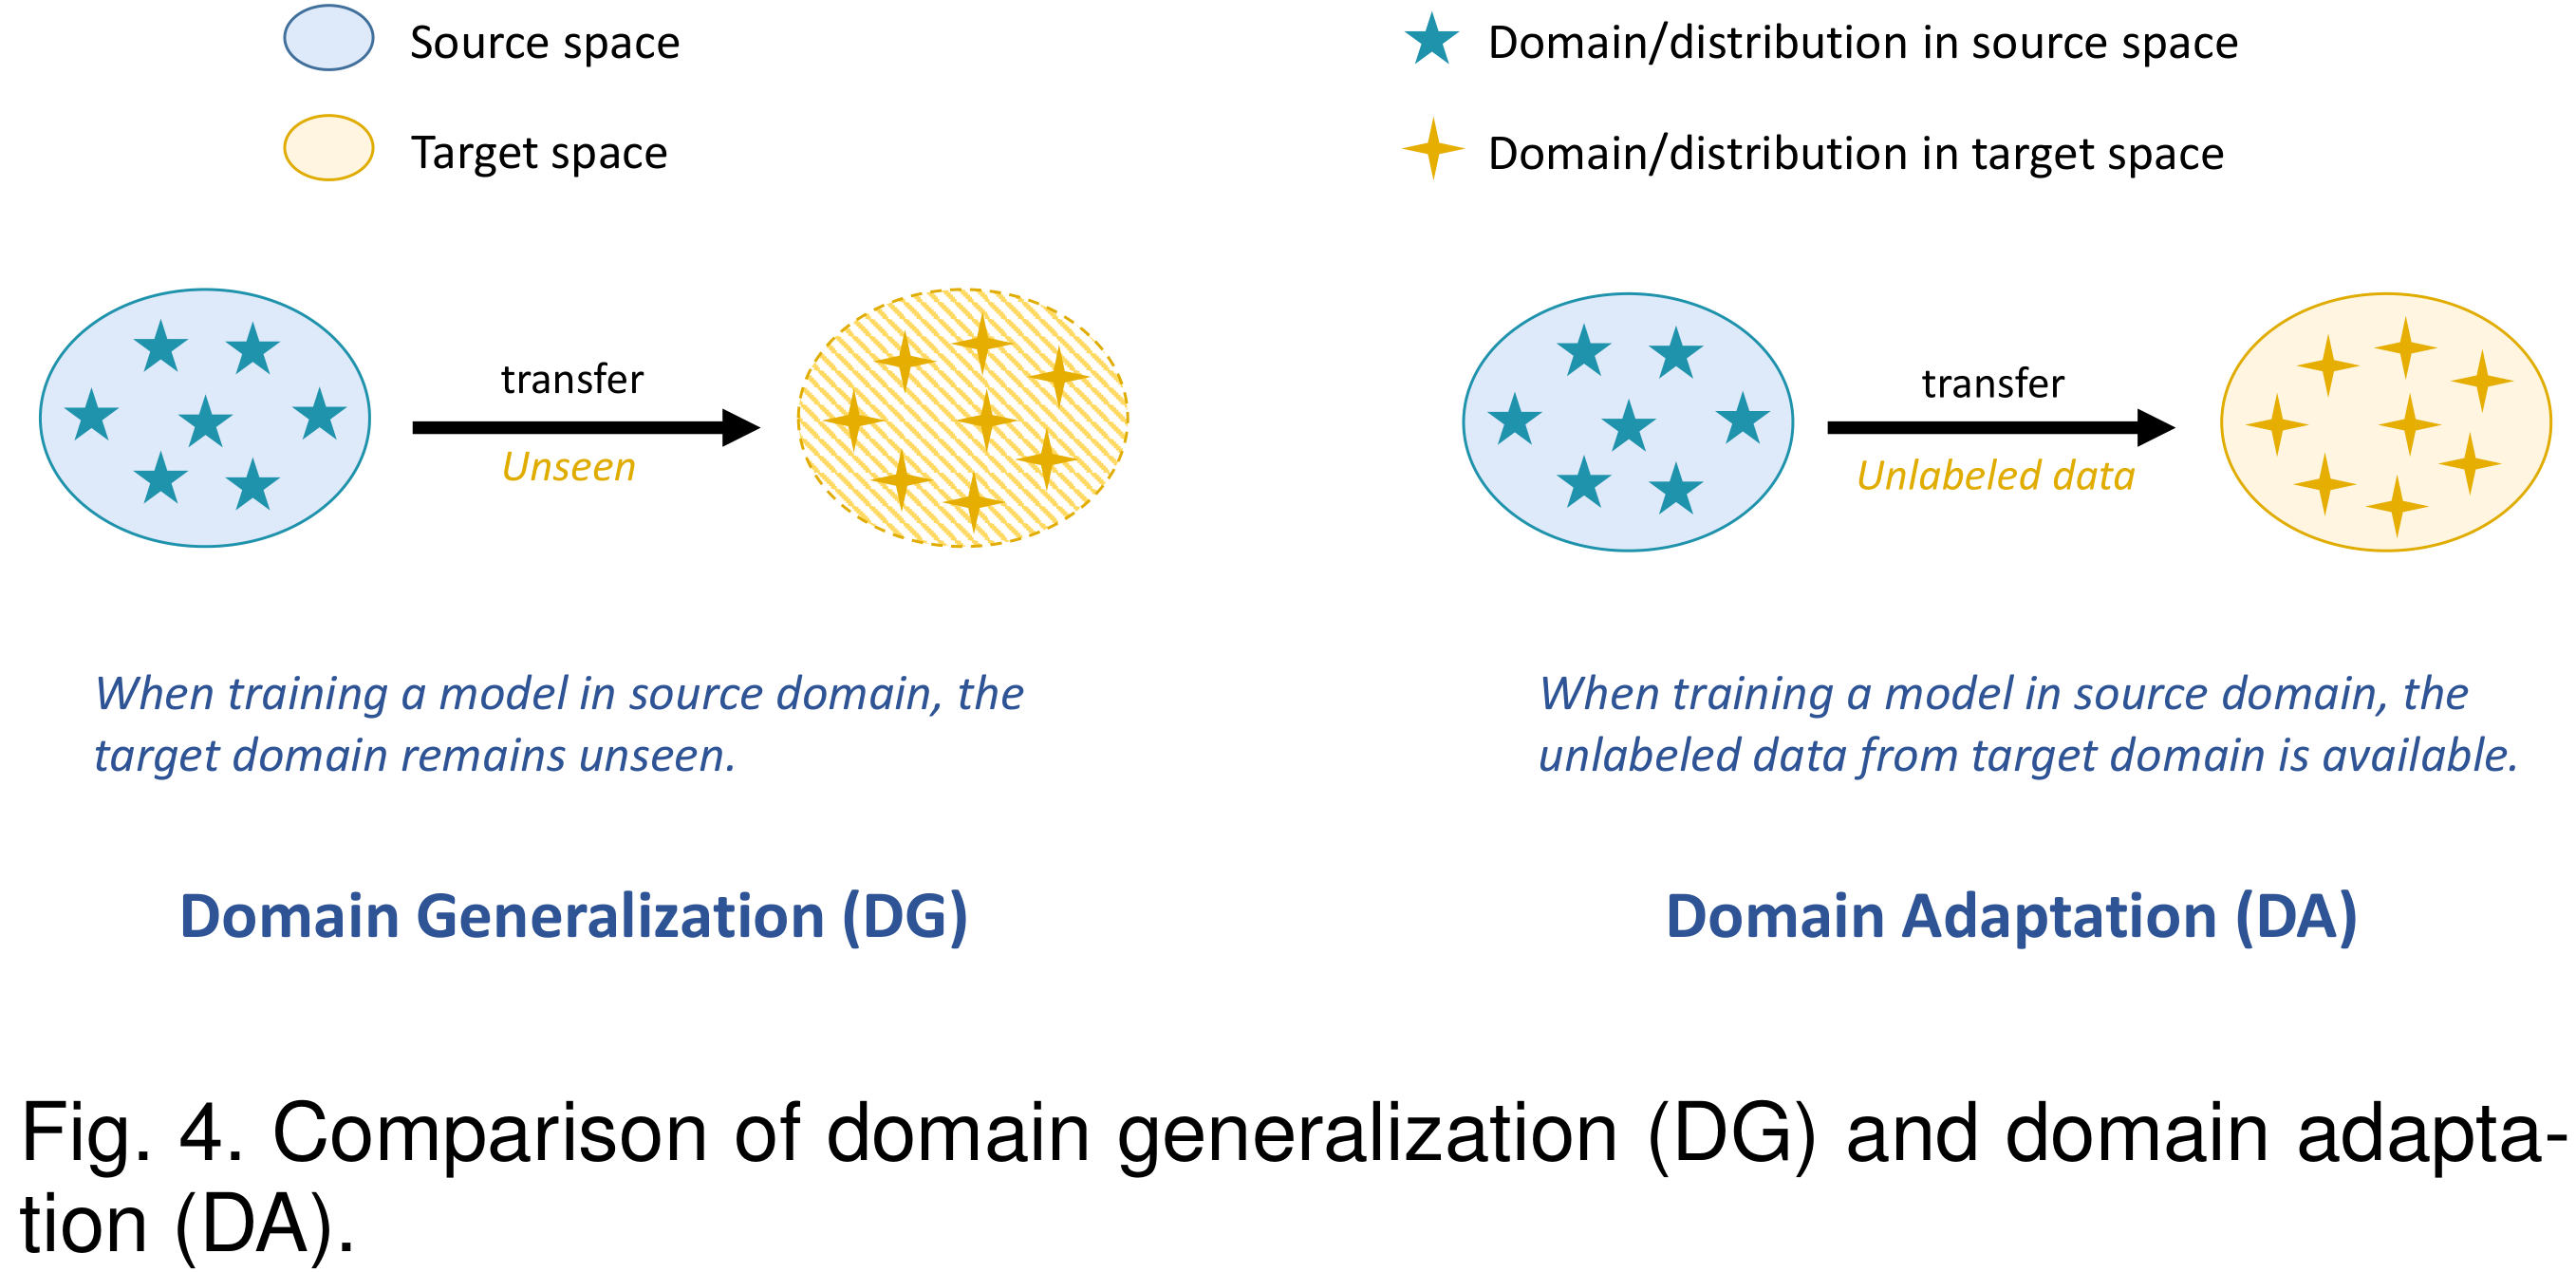 Source space
Domain/distribution in source space
Target space
Domain/distribution in target space
transfer
Unseen
transfer
Unlabeled data
When training a model in source domain, the
target domain remains unseen.
When training a model in source domain, the
unlabeled data from target domain is available.
Domain Generalization (DG)
Domain Adaptation (DA)
Fig. 4. Comparison of domain generalization (DG) and domain adapta-
tion (DA).